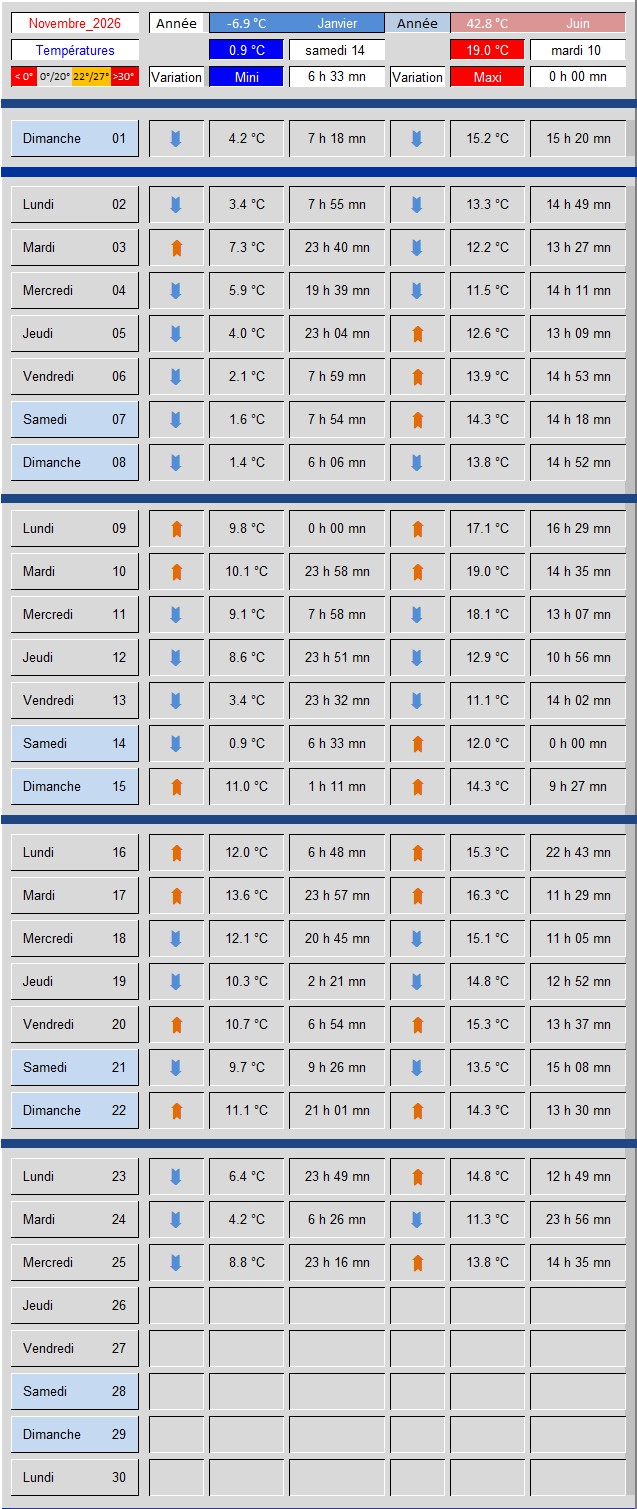 Novembre_2026 Année -6.9 °C Janvier Année 42.8 °C Juin
Températures 0.9 °C samedi 14 19.0 °C mardi 10
< 0° 0°/20° 22°/27° >30° Variation Mini 6 h 33 mn Variation Maxi 0 h 00 mn
Dimanche 01 4.2 °C 7 h 18 mn 15.2 °C 15 h 20 mn
Lundi 02 3.4 °C 7 h 55 mn 13.3 °C 14 h 49 mn
Mardi 03 7.3 °C 23 h 40 mn 12.2 °C 13 h 27 mn
Mercredi 04 5.9 °C 19 h 39 mn 11.5 °C 14 h 11 mn
Jeudi 05 4.0 °C 23 h 04 mn 12.6 °C 13 h 09 mn
Vendredi 06 2.1 °C 7 h 59 mn 13.9 °C 14 h 53 mn
Samedi 07 1.6 °C 7 h 54 mn 14.3 °C 14 h 18 mn
Dimanche 08 1.4 °C 6 h 06 mn 13.8 °C 14 h 52 mn
Lundi 09 9.8 °C 0 h 00 mn 17.1 °C 16 h 29 mn
Mardi 10 10.1 °C 23 h 58 mn 19.0 °C 14 h 35 mn
Mercredi 11 9.1 °C 7 h 58 mn 18.1 °C 13 h 07 mn
Jeudi 12 8.6 °C 23 h 51 mn 12.9 °C 10 h 56 mn
Vendredi 13 3.4 °C 23 h 32 mn 11.1 °C 14 h 02 mn
Samedi 14 0.9 °C 6 h 33 mn 12.0 °C 0 h 00 mn
Dimanche 15 11.0 °C 1 h 11 mn 14.3 °C 9 h 27 mn
Lundi 16 12.0 °C 6 h 48 mn 15.3 °C 22 h 43 mn
Mardi 17 13.6 °C 23 h 57 mn 16.3 °C 11 h 29 mn
Mercredi 18 12.1 °C 20 h 45 mn 15.1 °C 11 h 05 mn
Jeudi 19 10.3 °C 2 h 21 mn 14.8 °C 12 h 52 mn
Vendredi 20 10.7 °C 6 h 54 mn 15.3 °C 13 h 37 mn
Samedi 21 9.7 °C 9 h 26 mn 13.5 °C 15 h 08 mn
Dimanche 22 11.1 °C 21 h 01 mn 14.3 °C 13 h 30 mn
Lundi 23 6.4 °C 23 h 49 mn 14.8 °C 12 h 49 mn
Mardi 24 4.2 °C 6 h 26 mn 11.3 °C 23 h 56 mn
Mercredi 25 8.8 °C 23 h 16 mn 13.8 °C 14 h 35 mn
Jeudi 26
Vendredi 27
Samedi 28
Dimanche 29
Lundi 30